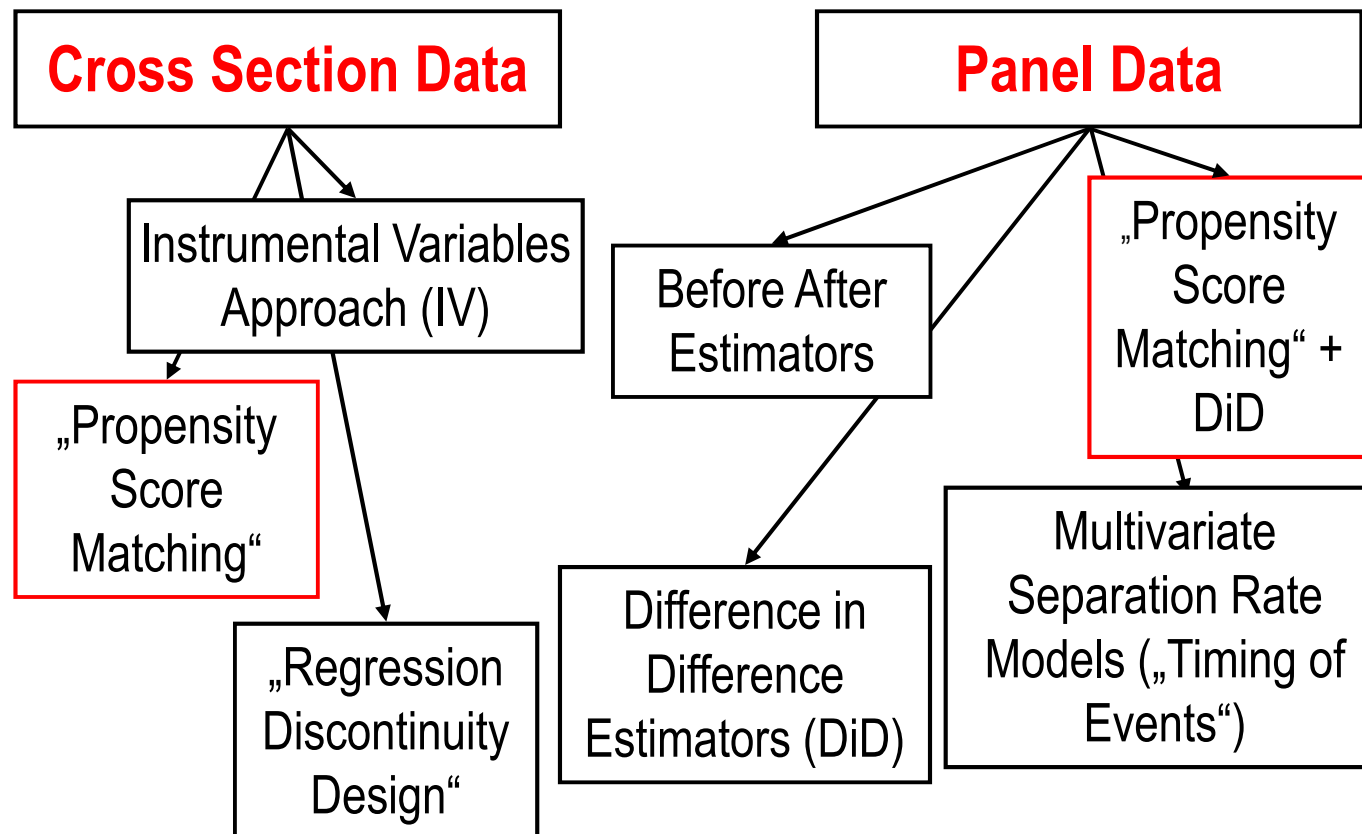 Cross Section Data
Instrumental Variables
Approach (IV)
„Propensity
Score
Matching“
„Regression
Discontinuity
Design“
Panel Data
Before After
Estimators
„Propensity
Score
Matching“ +
DiD
Difference in
Difference
Estimators (DiD)
Multivariate
Separation Rate
Models („Timing of
Events“)